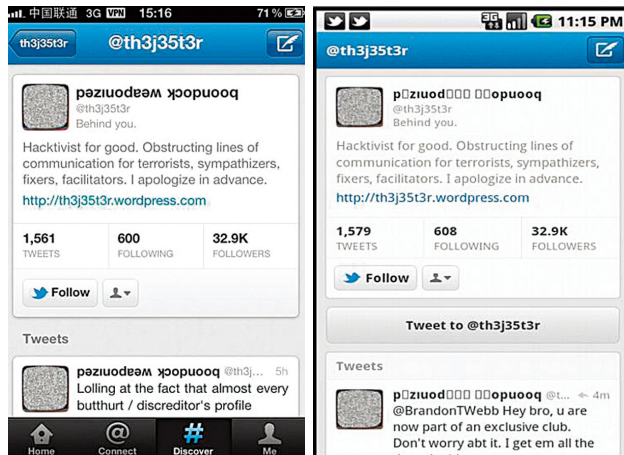 中国联通 3G VPN 15:16 71%
th3j35t3r @th3j35t3r
pǝzıuodɐǝʍ ʞɔopuooq
@th3j35t3r
Behind you.
Hacktivist for good. Obstructing lines of
communication for terrorists, sympathizers,
fixers, facilitators. I apologize in advance.
http://th3j35t3r.wordpress.com
1,561 600 32.9K
TWEETS FOLLOWING FOLLOWERS
Follow
Tweets
pǝzıuodɐǝʍ ʞɔopuooq @th3j... 5h
Lolling at the fact that almost every
butthurt / discreditor's profile
Home Connect Discover Me
3G 11:15 PM
@th3j35t3r
p□zıuod□□□ □□opuooq
@th3j35t3r
Behind you.
Hacktivist for good. Obstructing lines of
communication for terrorists, sympathizers,
fixers, facilitators. I apologize in advance.
http://th3j35t3r.wordpress.com
1,579 608 32.9K
TWEETS FOLLOWING FOLLOWERS
Follow
Tweet to @th3j35t3r
Tweets
p□zıuod□□□ □□opuooq @t... 4m
@BrandonTWebb Hey bro, u are
now part of an exclusive club.
Don't worry abt it. I get em all the